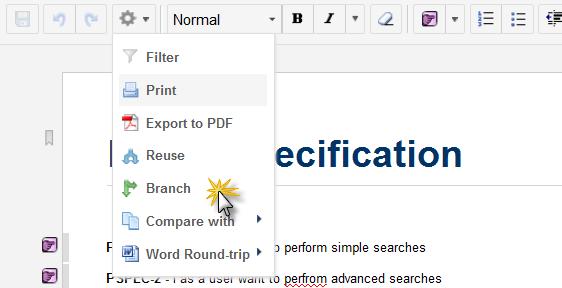 Normal B I
Filter
Print
ecification
Export to PDF
Reuse
Branch
Compare with
Word Round-trip
perform simple searches
PSPEC-2 - I as a user want to perfrom advanced searches